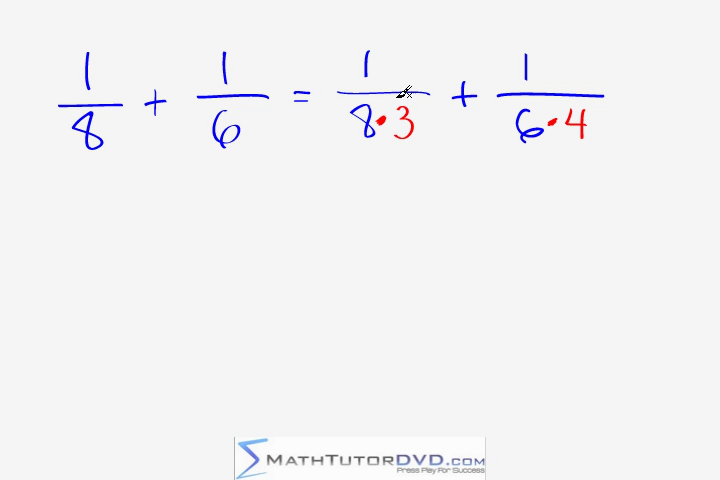 1/8 + 1/6 = 1/(8·3) + 1/(6·4)
MATHTUTORDVD.COM
Press Play For Success